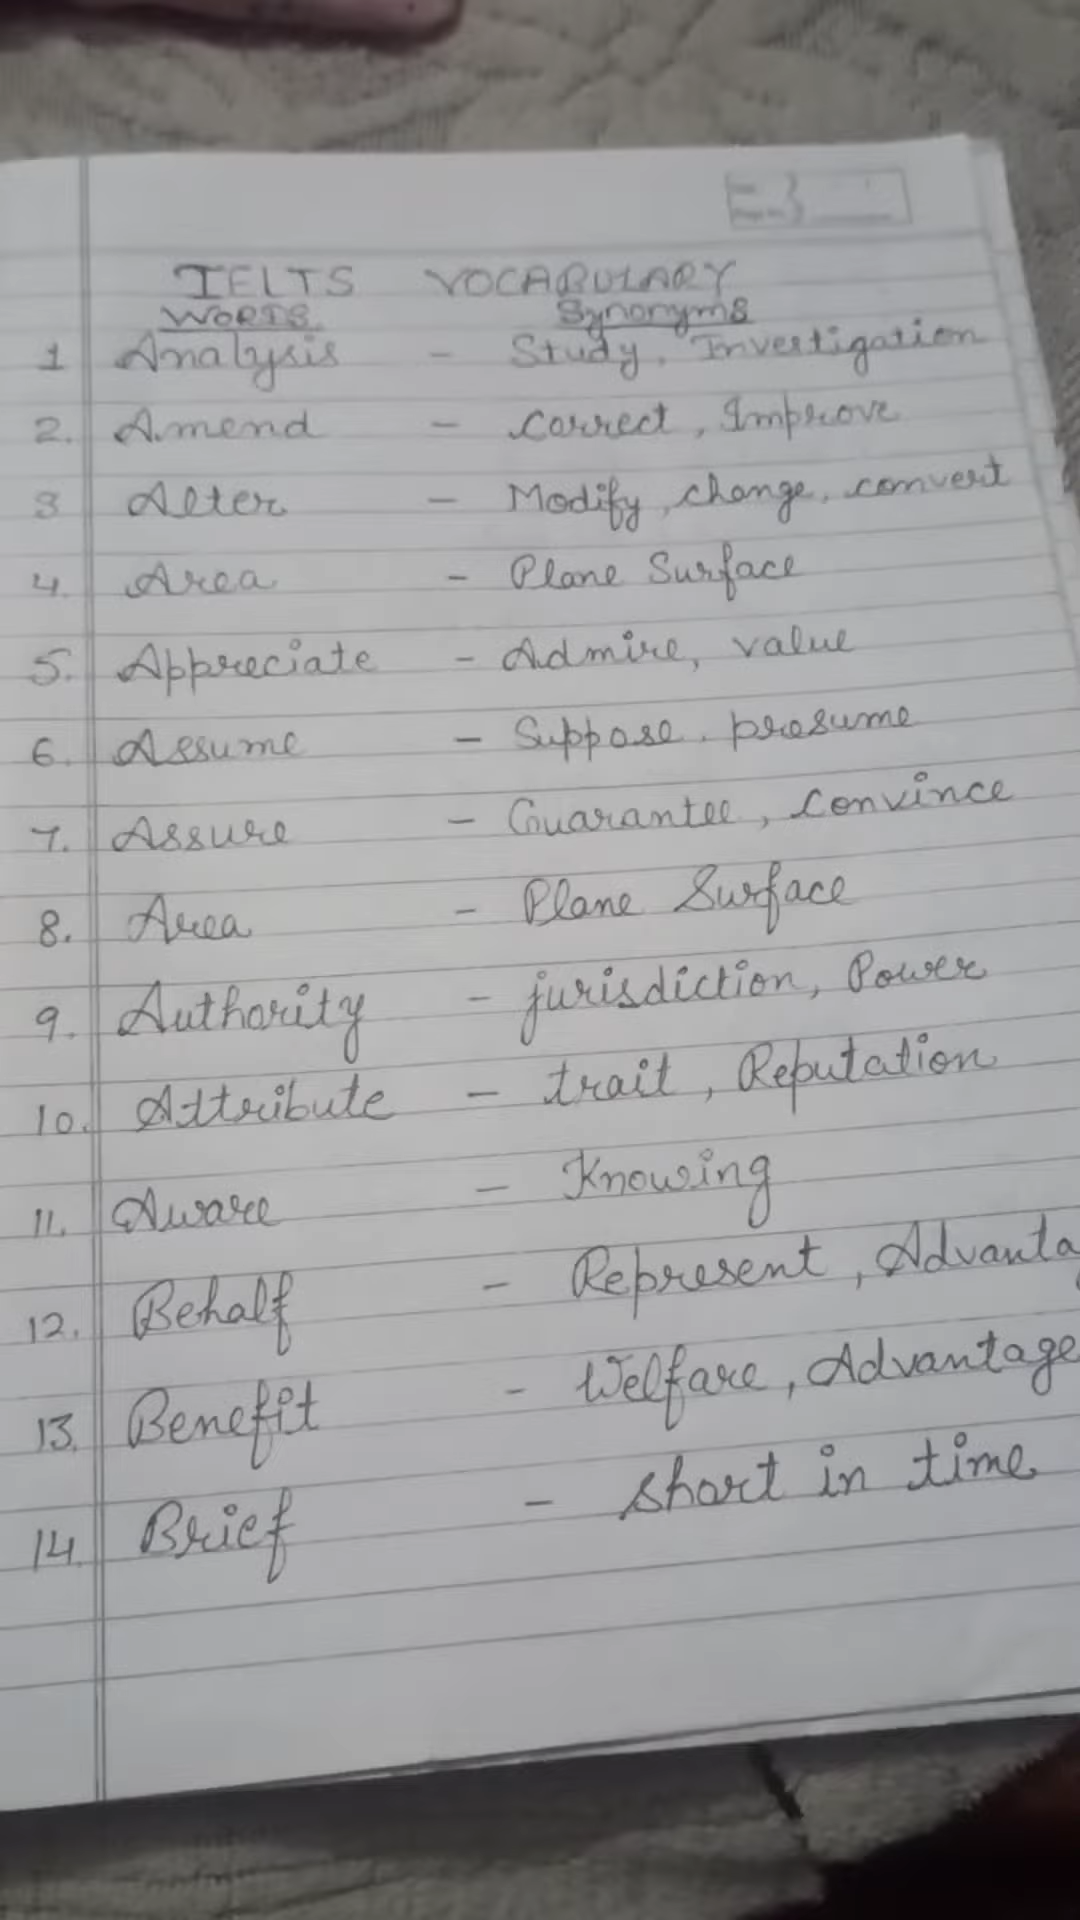 IELTS VOCABULARY
WORDS Synonyms
1 Analysis - Study, Investigation
2. Amend - correct, Improve
3 Alter - Modify, change, convert
4. Area - Plane Surface
5. Appreciate - Admire, value
6. Assume - Suppose, presume
7. Assure - Guarantee, convince
8. Area - Plane Surface
9. Authority - jurisdiction, Power
10. Attribute - trait, Reputation
11. Aware - Knowing
12. Behalf - Represent, Advanta
13. Benefit - Welfare, Advantage
14. Brief - short in time